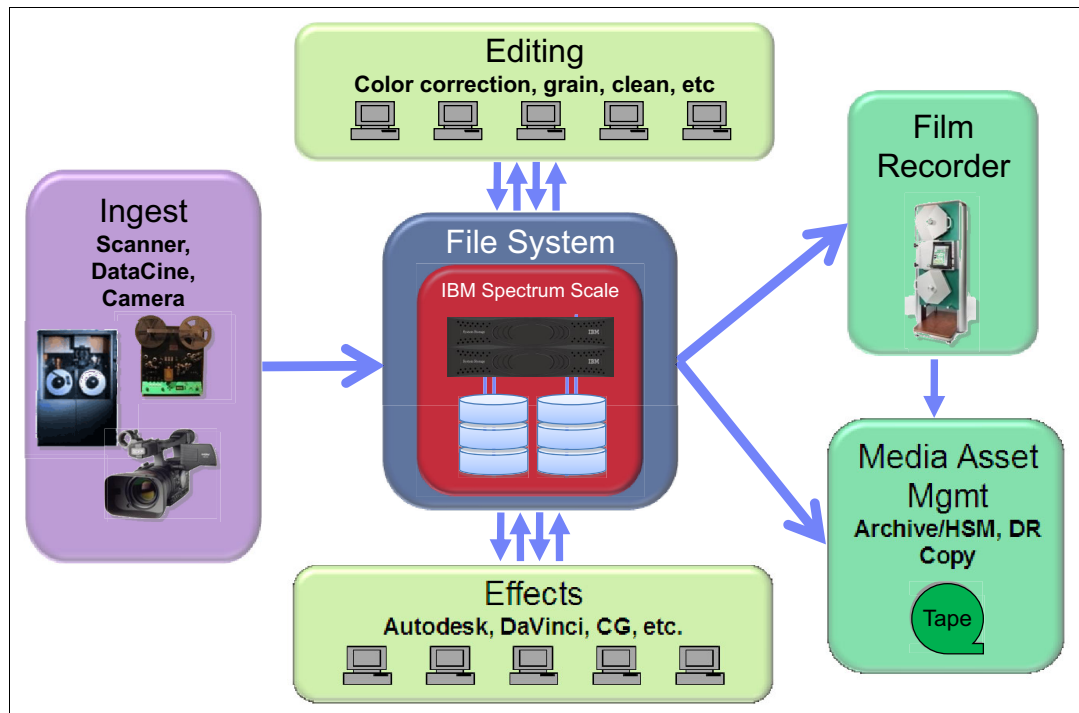 Editing
Color correction, grain, clean, etc
Ingest
Scanner,
DataCine,
Camera
File System
IBM Spectrum Scale
IBM
IBM
Film
Recorder
Media Asset
Mgmt
Archive/HSM, DR
Copy
Tape
Effects
Autodesk, DaVinci, CG, etc.